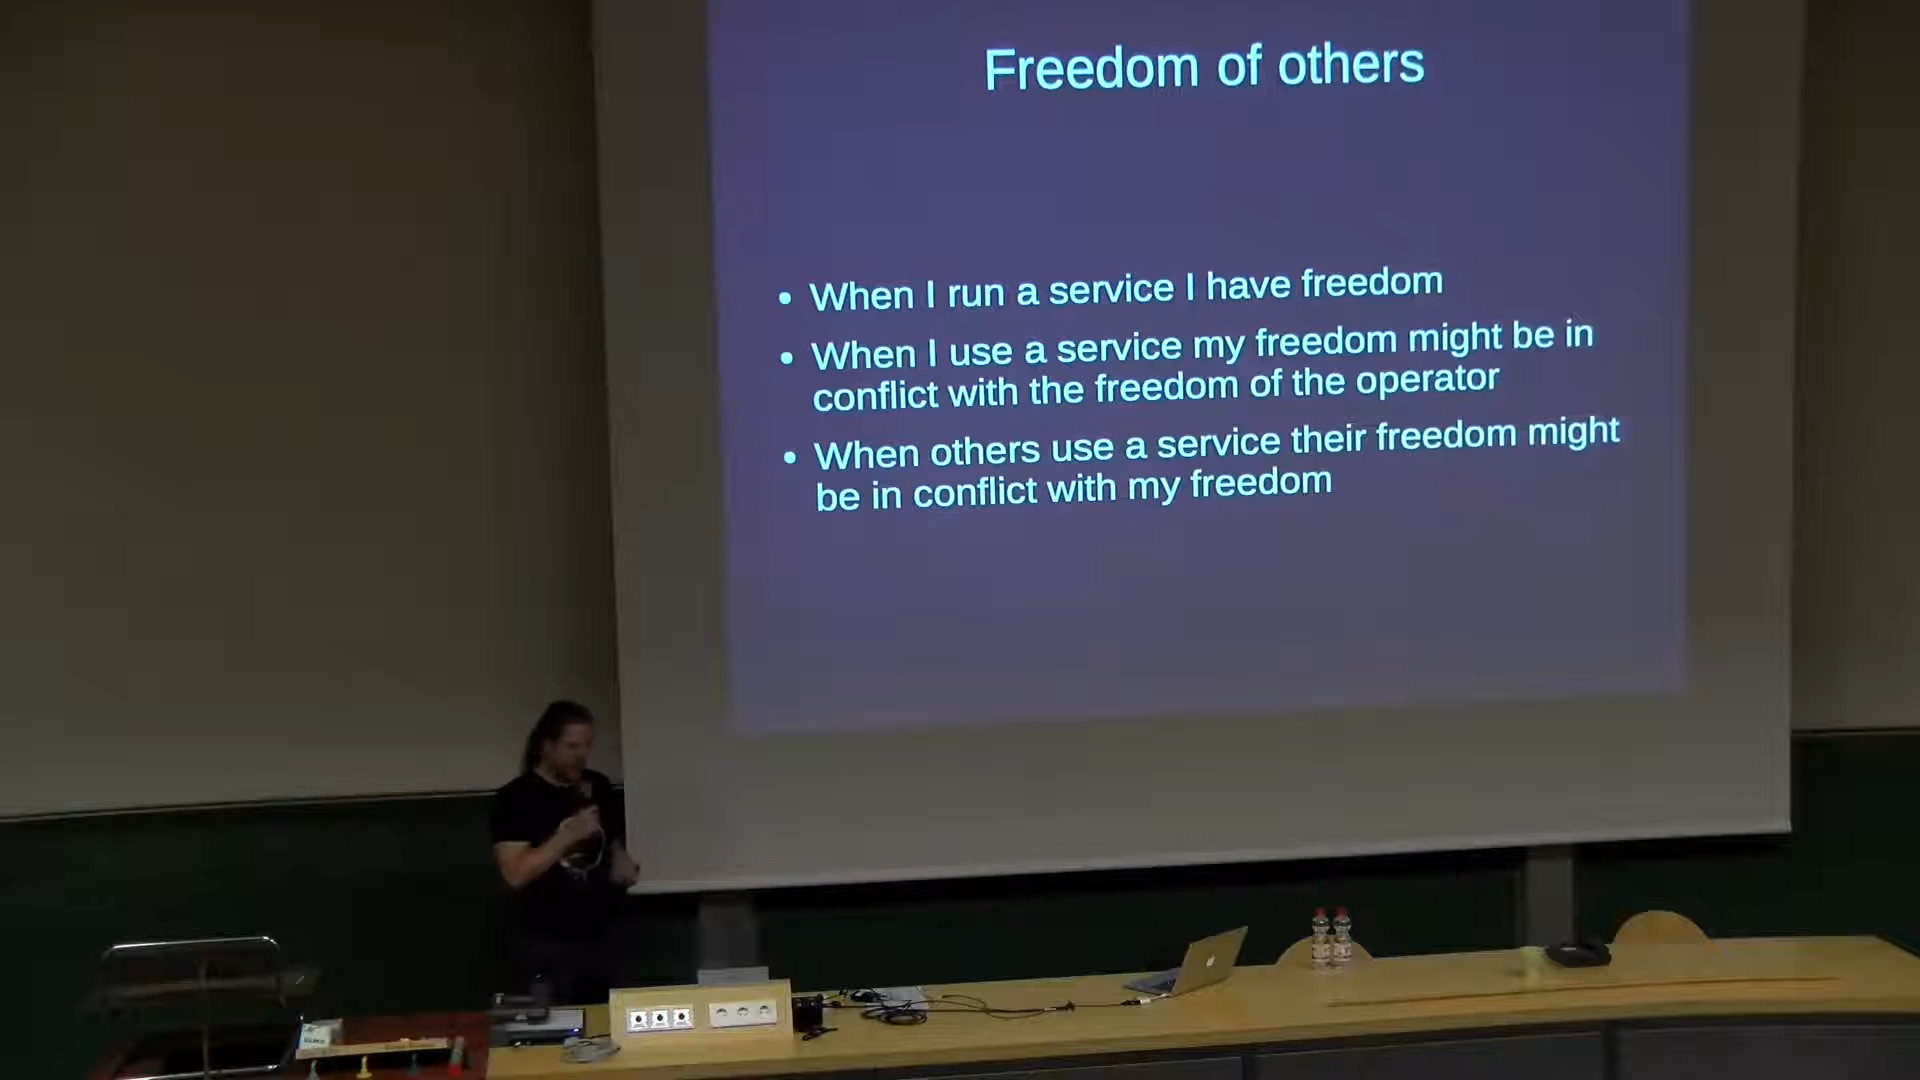 Freedom of others
• When I run a service I have freedom
• When I use a service my freedom might be in
conflict with the freedom of the operator
• When others use a service their freedom might
be in conflict with my freedom